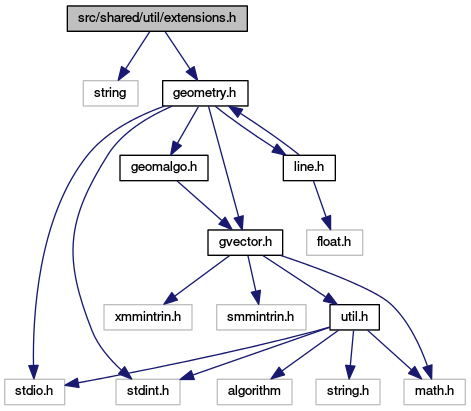 src/shared/util/extensions.h
string
geometry.h
geomalgo.h
line.h
gvector.h
float.h
xmmintrin.h
smmintrin.h
util.h
stdio.h
stdint.h
algorithm
string.h
math.h